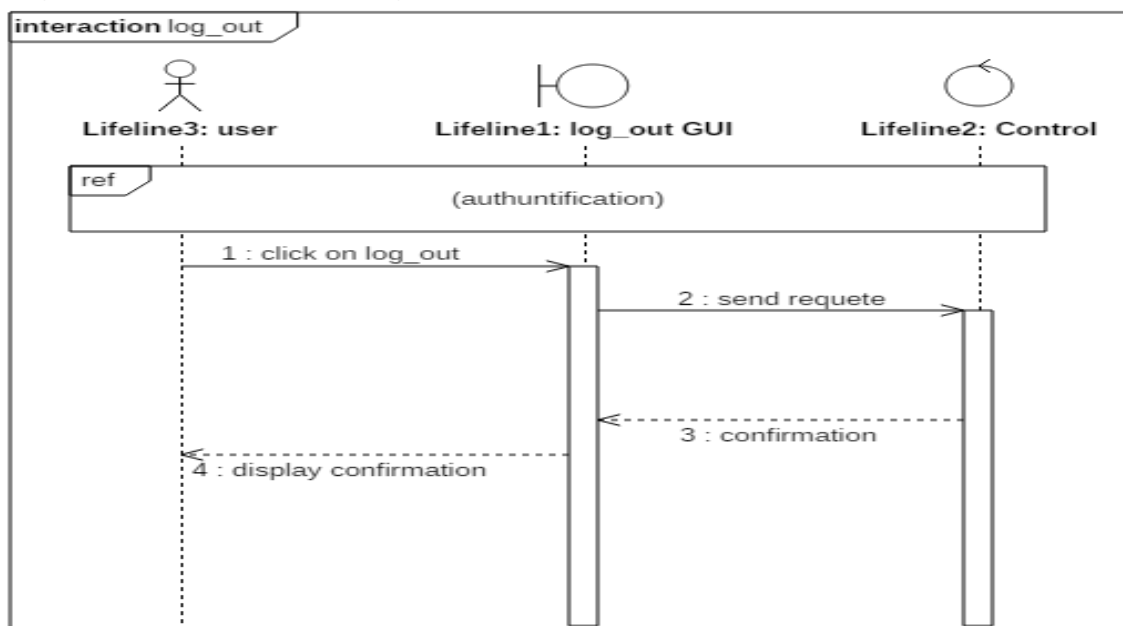 interaction log_out
Lifeline3: user
Lifeline1: log_out GUI
Lifeline2: Control
ref
(authuntification)
1 : click on log_out
2 : send requete
3 : confirmation
4 : display confirmation